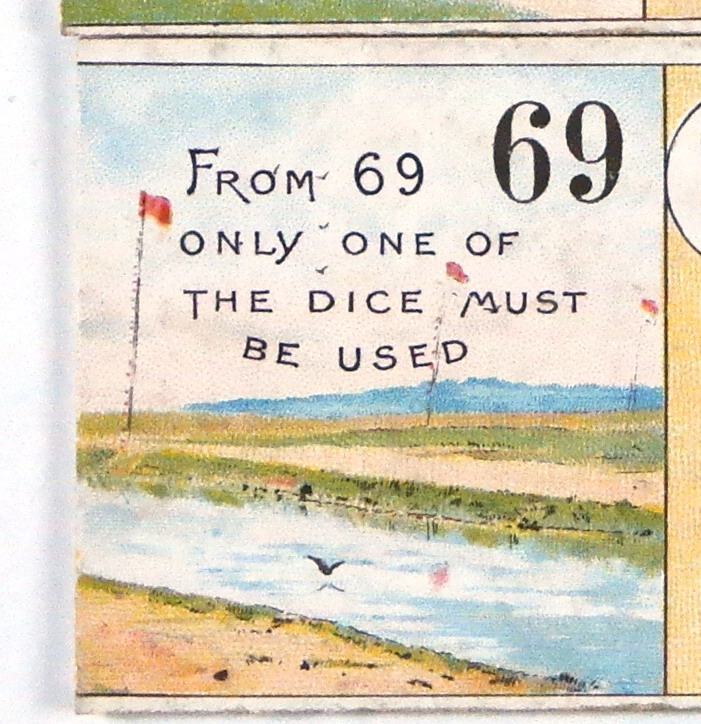 69
FROM 69
ONLY ONE OF
THE DICE MUST
BE USED